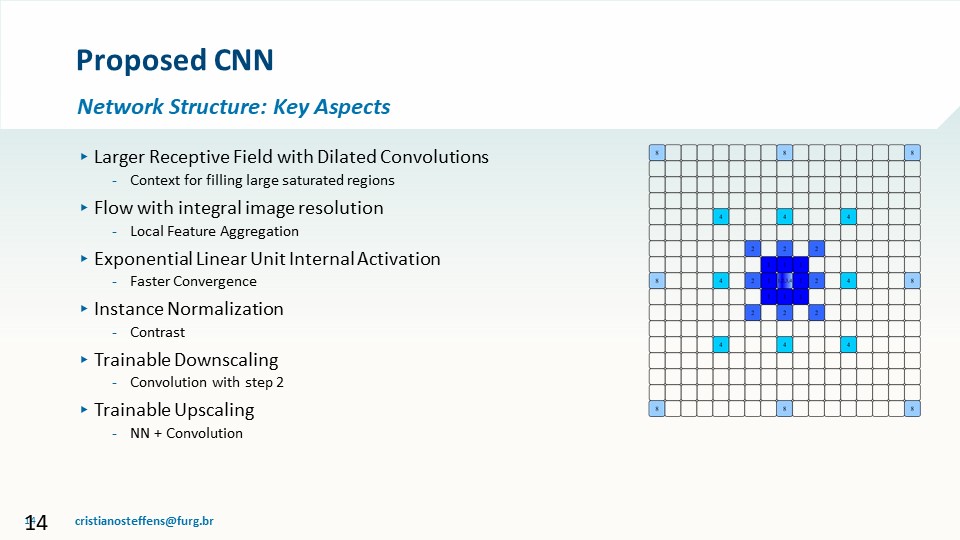 Proposed CNN
Network Structure: Key Aspects
▸ Larger Receptive Field with Dilated Convolutions
- Context for filling large saturated regions
▸ Flow with integral image resolution
- Local Feature Aggregation
▸ Exponential Linear Unit Internal Activation
- Faster Convergence
▸ Instance Normalization
- Contrast
▸ Trainable Downscaling
- Convolution with step 2
▸ Trainable Upscaling
- NN + Convolution
8 8 8
4 4 4
2 2 2
8 4 2 2 4 8
2 2 2
4 4 4
8 8 8
14
cristianosteffens@furg.br